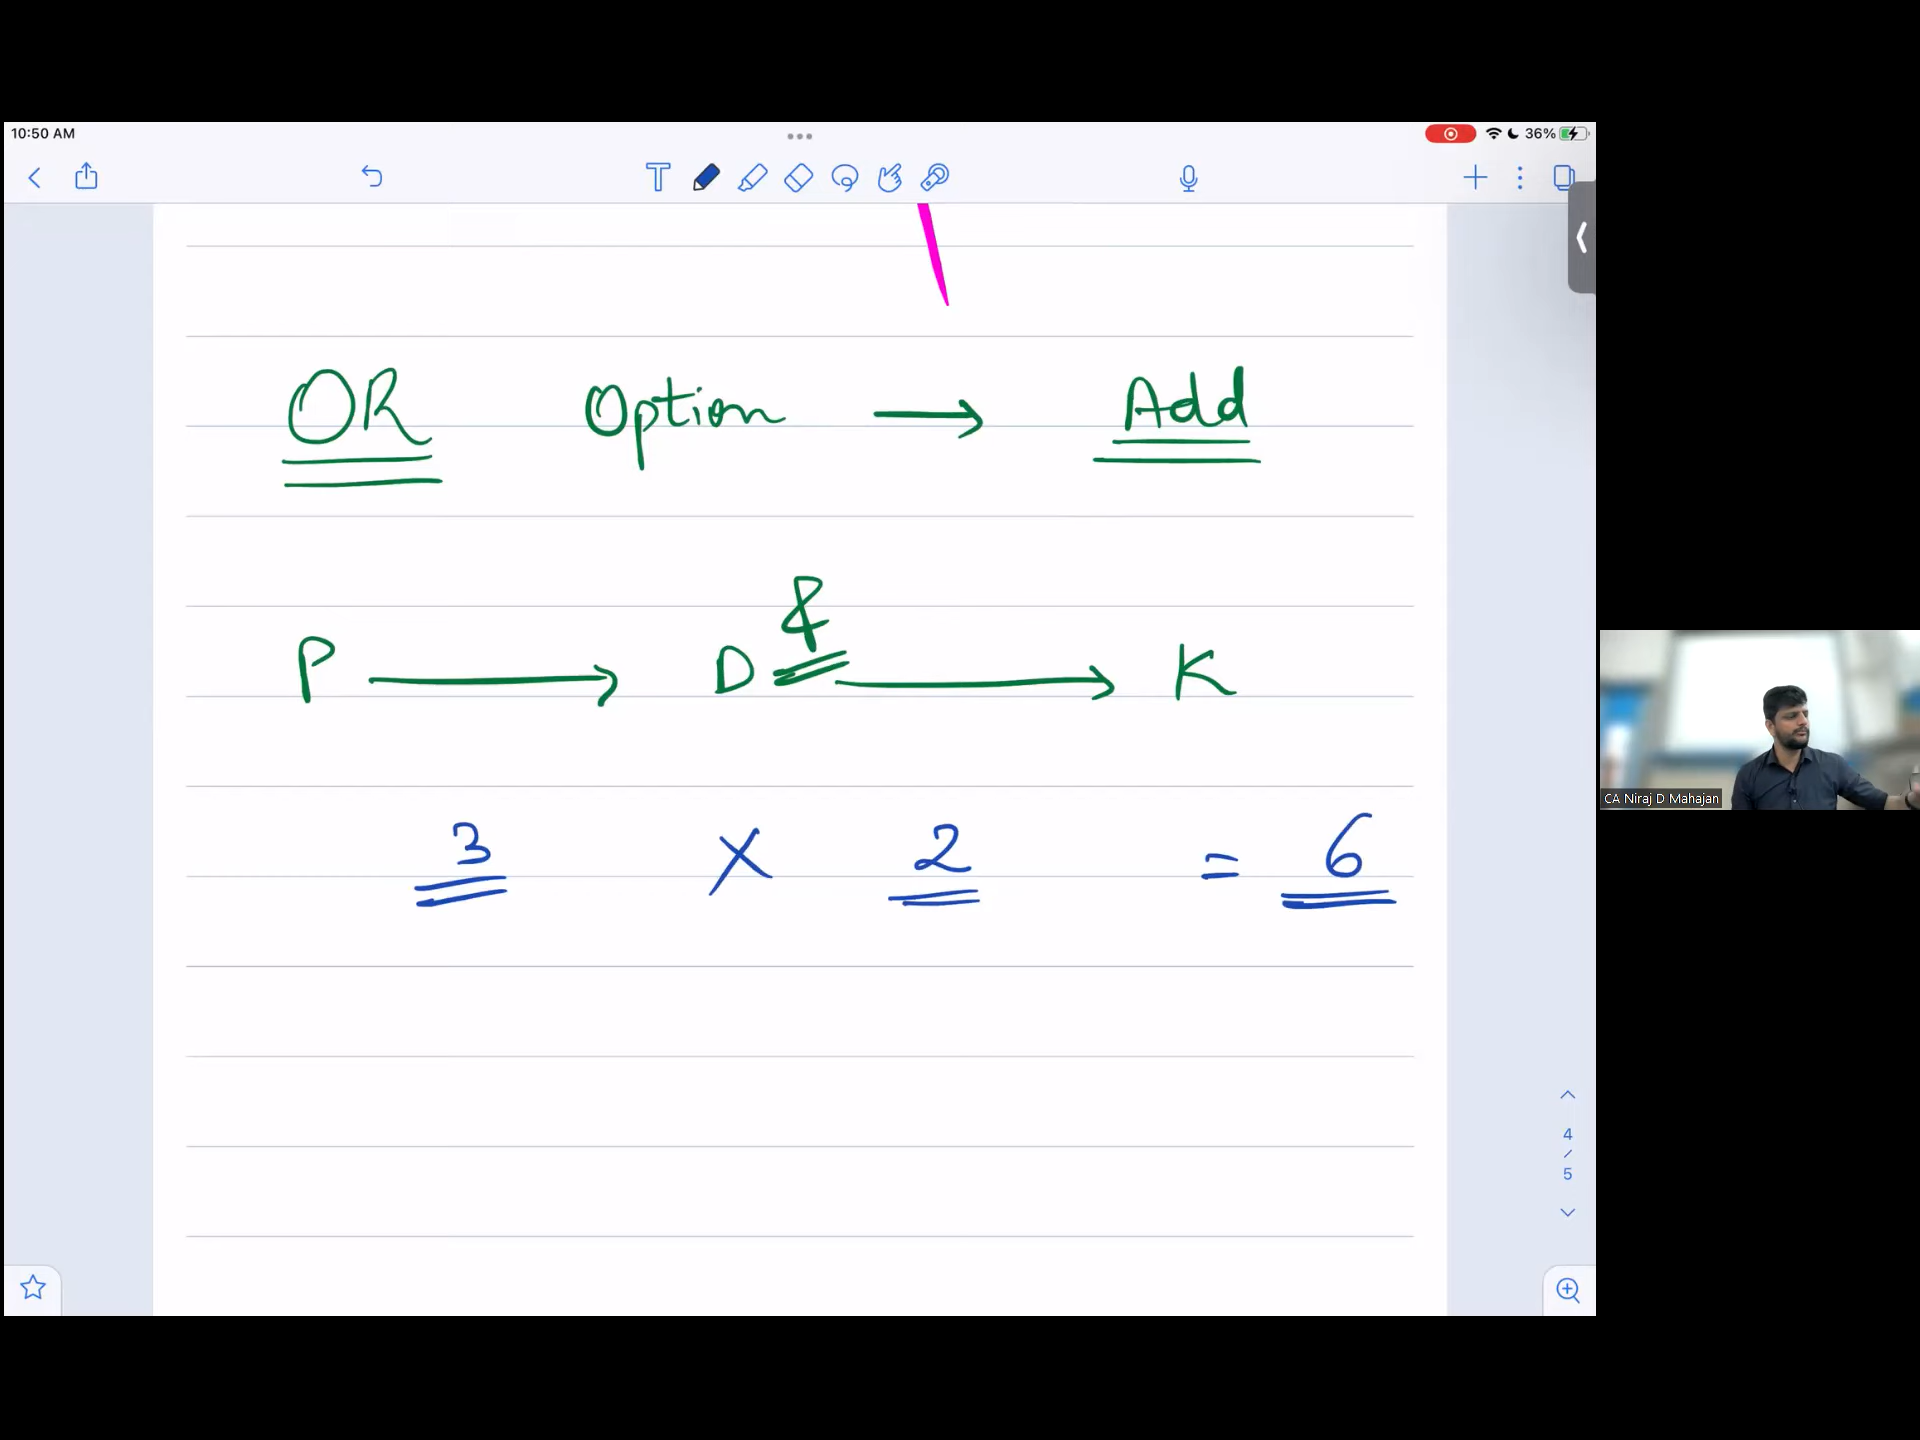 10:50 AM
36%
T
OR Option → Add
&
P → D → K
3 X 2 = 6
CA Niraj D Mahajan
4
/
5